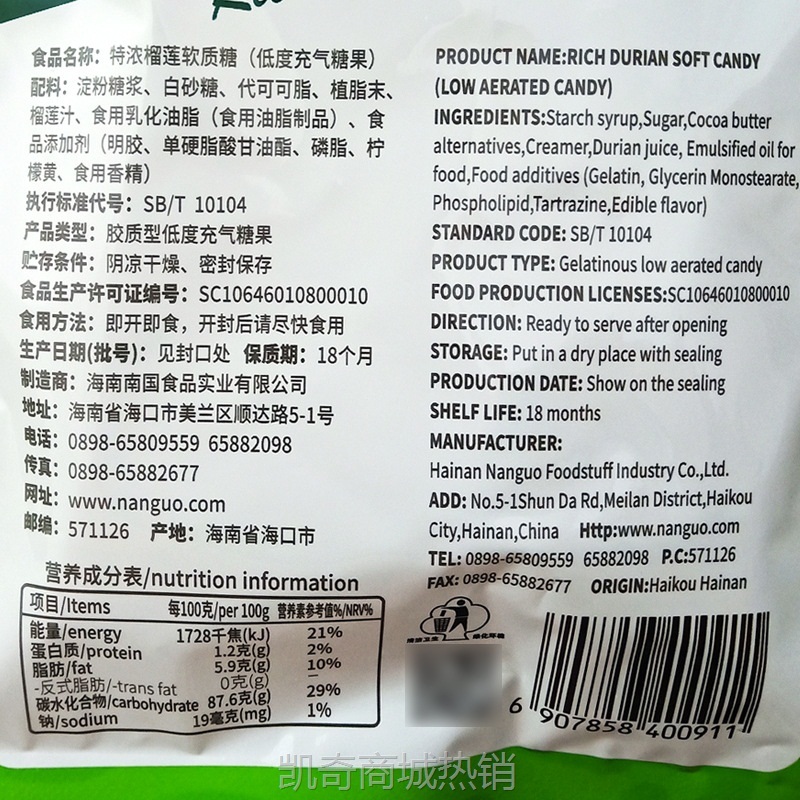 食品名称：特浓榴莲软质糖（低度充气糖果）
配料：淀粉糖浆、白砂糖、代可可脂、植脂末、
榴莲汁、食用乳化油脂（食用油脂制品）、食
品添加剂（明胶、单硬脂酸甘油酯、磷脂、柠
檬黄、食用香精）
执行标准代号：SB/T 10104
产品类型：胶质型低度充气糖果
贮存条件：阴凉干燥、密封保存
食品生产许可证编号：SC10646010800010
食用方法：即开即食，开封后请尽快食用
生产日期(批号)：见封口处 保质期：18个月
制造商：海南南国食品实业有限公司
地址：海南省海口市美兰区顺达路5-1号
电话：0898-65809559 65882098
传真：0898-65882677
网址：www.nanguo.com
邮编：571126 产地：海南省海口市
营养成分表/nutrition information
项目/Items 每100克/per 100g 营养素参考值%/NRV%
能量/energy 1728千焦(kJ) 21%
蛋白质/protein 1.2克(g) 2%
脂肪/fat 5.9克(g) 10%
-反式脂肪/-trans fat 0克(g) —
碳水化合物/carbohydrate 87.6克(g) 29%
钠/sodium 19毫克(mg) 1%
PRODUCT NAME:RICH DURIAN SOFT CANDY
(LOW AERATED CANDY)
INGREDIENTS:Starch syrup,Sugar,Cocoa butter
alternatives,Creamer,Durian juice, Emulsified oil for
food,Food additives (Gelatin, Glycerin Monostearate,
Phospholipid,Tartrazine,Edible flavor)
STANDARD CODE: SB/T 10104
PRODUCT TYPE: Gelatinous low aerated candy
FOOD PRODUCTION LICENSES:SC10646010800010
DIRECTION: Ready to serve after opening
STORAGE: Put in a dry place with sealing
PRODUCTION DATE: Show on the sealing
SHELF LIFE: 18 months
MANUFACTURER:
Hainan Nanguo Foodstuff Industry Co.,Ltd.
ADD: No.5-1Shun Da Rd,Meilan District,Haikou
City,Hainan,China Http:www.nanguo.com
TEL: 0898-65809559 65882098 P.C:571126
FAX: 0898-65882677 ORIGIN:Haikou Hainan
6 907858 400911
凯奇商城热销